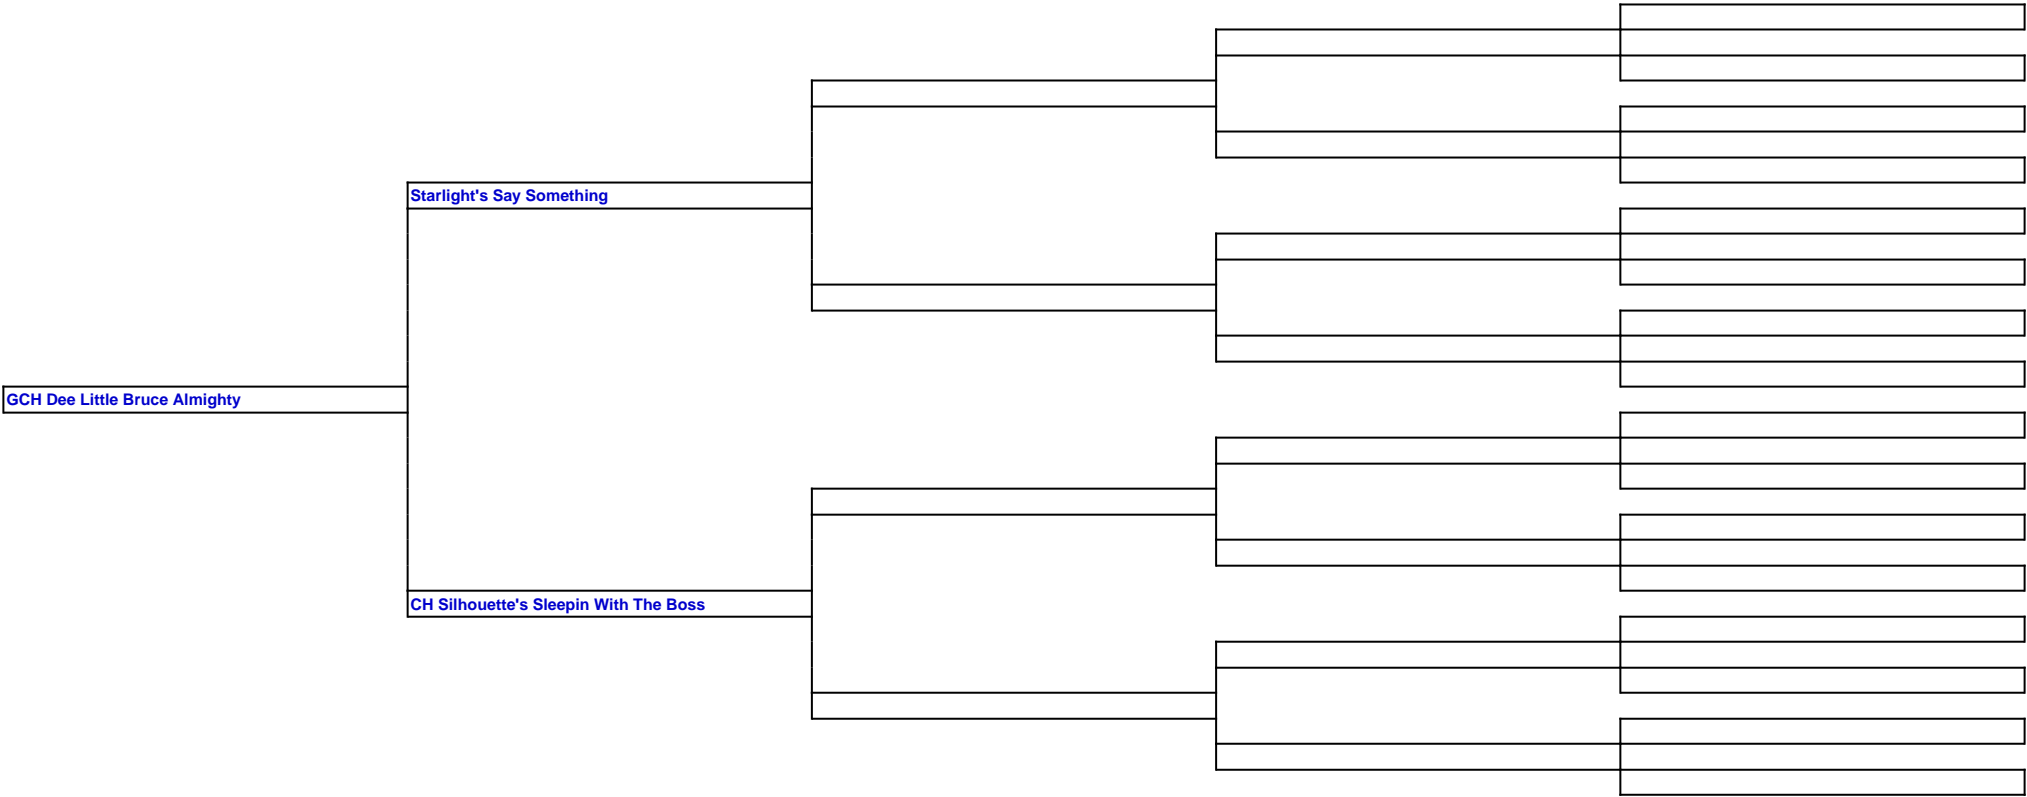 Starlight's Say Something
GCH Dee Little Bruce Almighty
CH Silhouette's Sleepin With The Boss